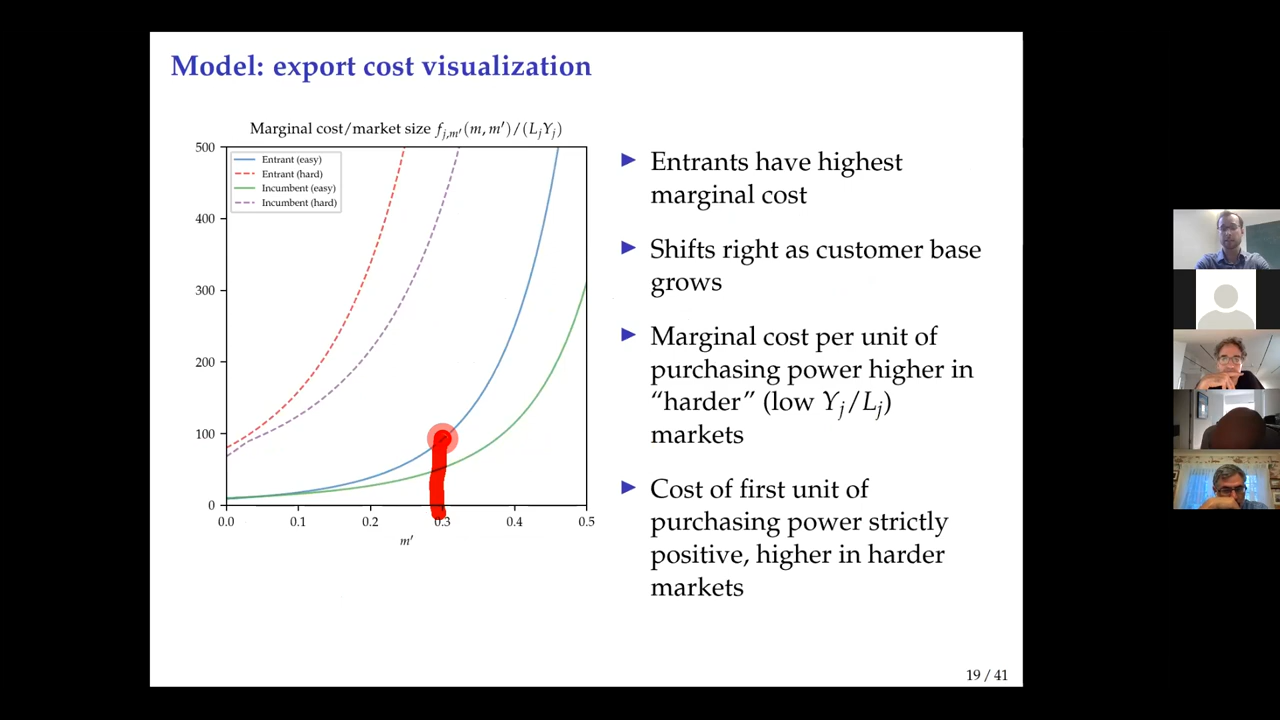 Model: export cost visualization
Marginal cost/market size f_{j,m′}(m, m′)/(L_jY_j)
500
400
300
200
100
0
Entrant (easy)
Entrant (hard)
Incumbent (easy)
Incumbent (hard)
0.0 0.1 0.2 0.3 0.4 0.5
m′
Entrants have highest
marginal cost
Shifts right as customer base
grows
Marginal cost per unit of
purchasing power higher in
“harder” (low Y_j/L_j)
markets
Cost of first unit of
purchasing power strictly
positive, higher in harder
markets
19 / 41